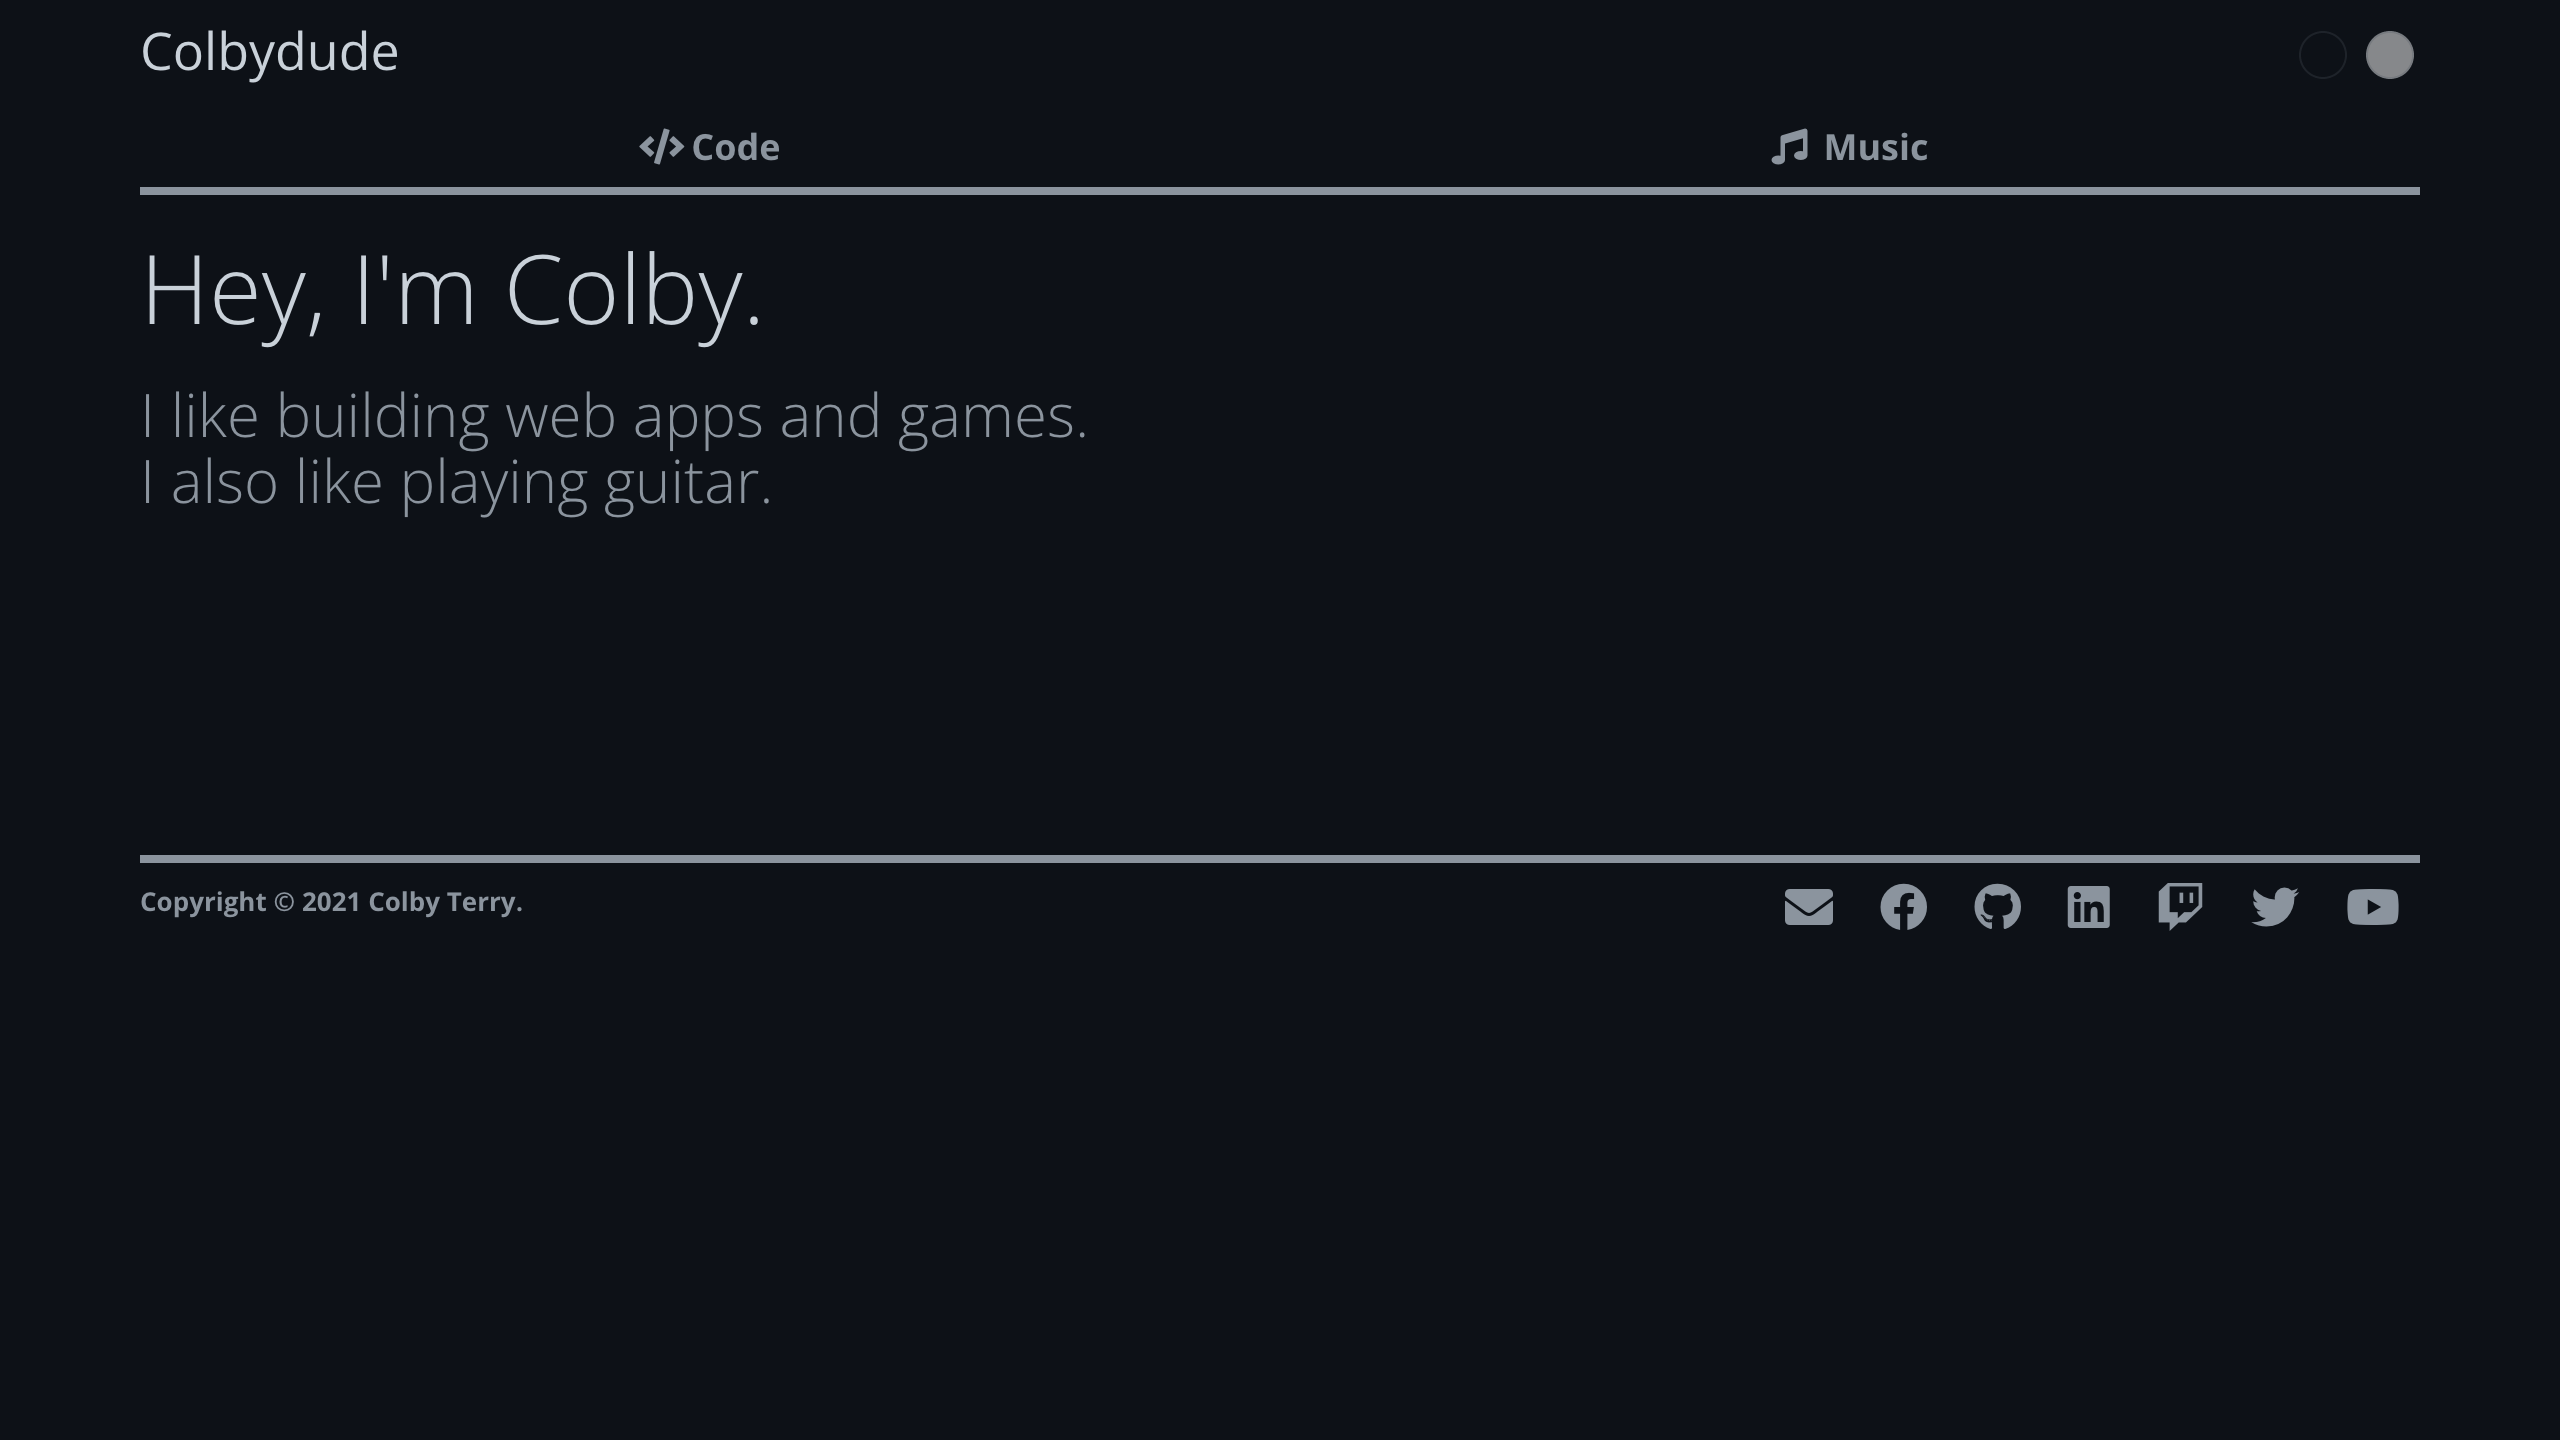 Colbydude
Code
Music
Hey, I'm Colby.
I like building web apps and games.
I also like playing guitar.
Copyright © 2021 Colby Terry.